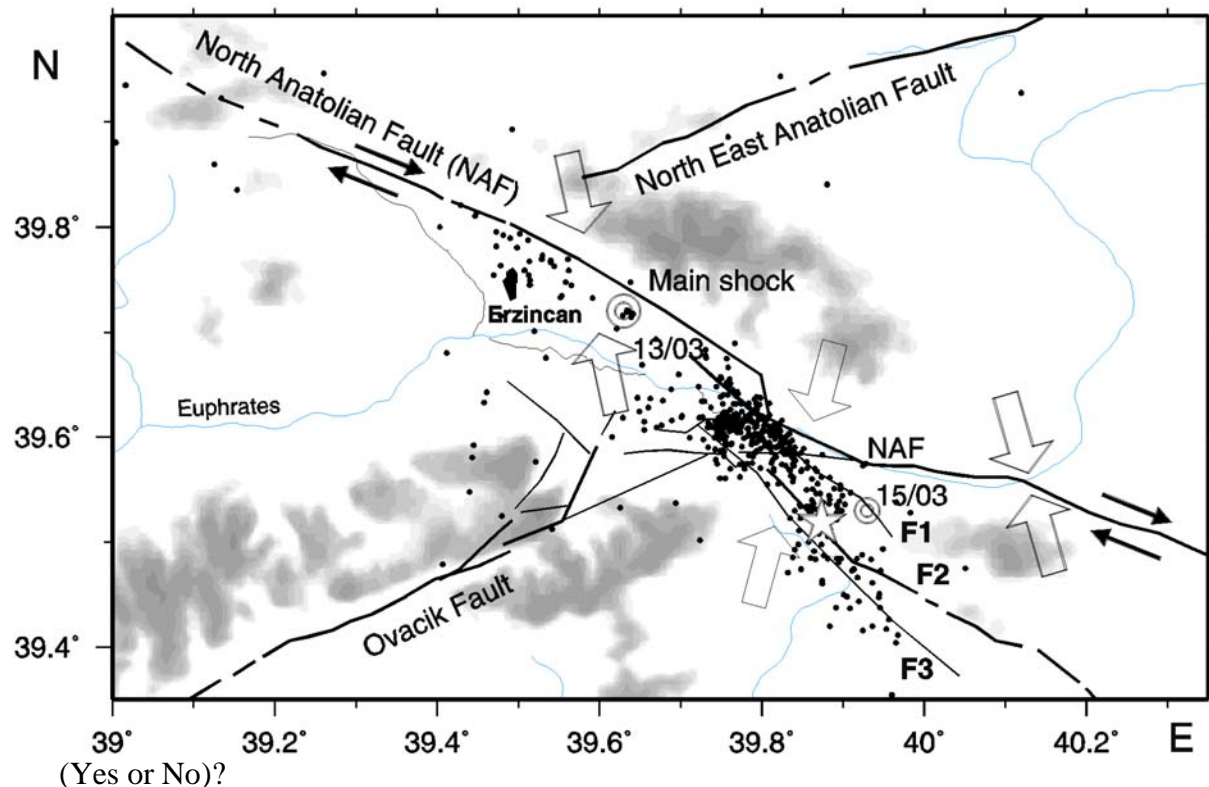 N
North Anatolian Fault (NAF)
North East Anatolian Fault
39.8°
Main shock
Erzincan
13/03
Euphrates
39.6°
NAF
15/03
F1
F2
Ovacik Fault
39.4°
F3
39° 39.2° 39.4° 39.6° 39.8° 40° 40.2° E
(Yes or No)?